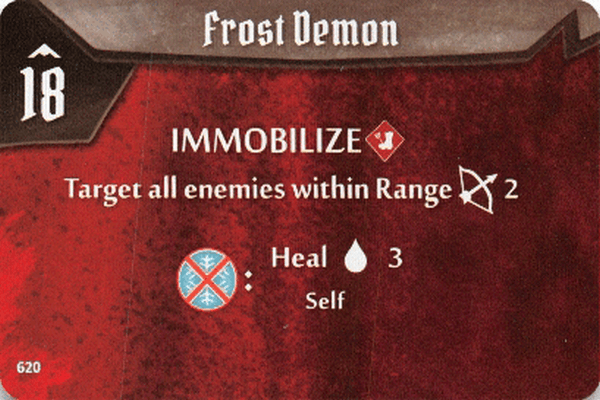 Frost Demon
18
IMMOBILIZE
Target all enemies within Range 2
: Heal 3
Self
620